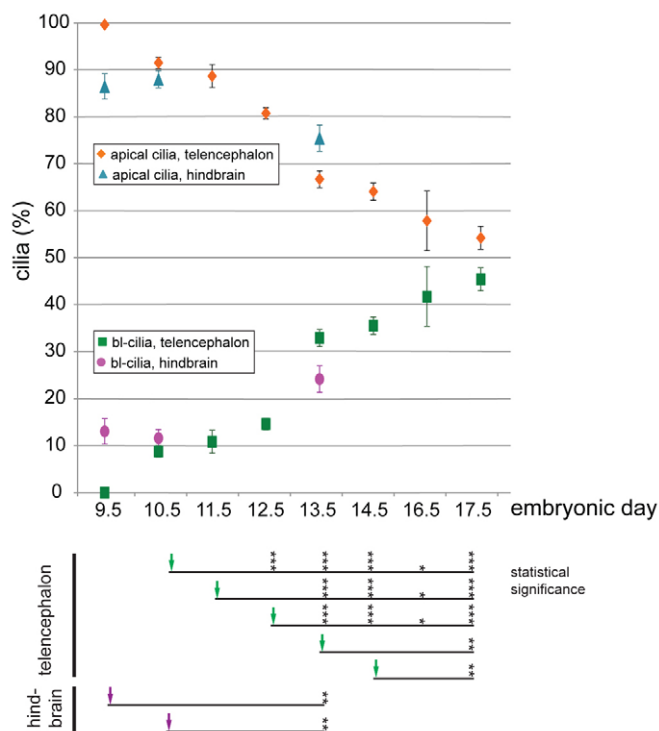 100
90
80
70
60
50
40
30
20
10
0
cilia (%)
apical cilia, telencephalon
apical cilia, hindbrain
bl-cilia, telencephalon
bl-cilia, hindbrain
9.5 10.5 11.5 12.5 13.5 14.5 16.5 17.5 embryonic day
statistical
significance
telencephalon
*** *** *** * ***
*** *** * ***
*** *** * ***
**
**
hind-
brain
**
**